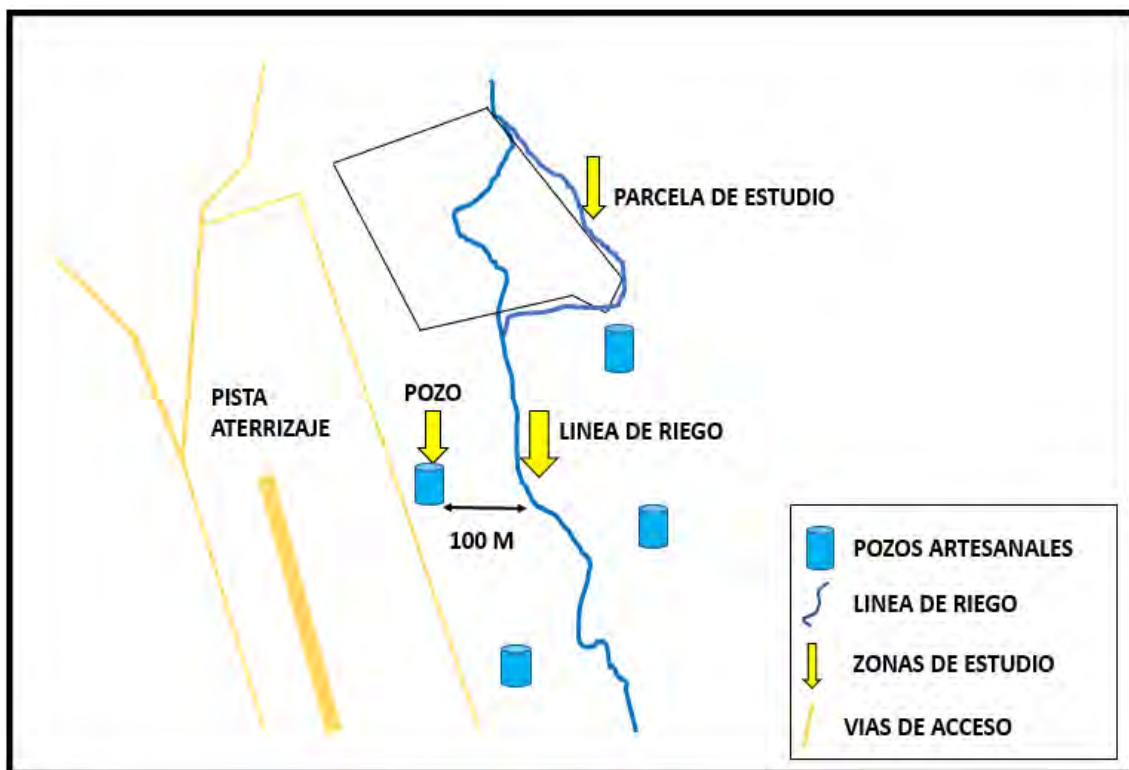 PARCELA DE ESTUDIO
PISTA
ATERRIZAJE
POZO
LINEA DE RIEGO
100 M
POZOS ARTESANALES
LINEA DE RIEGO
ZONAS DE ESTUDIO
VIAS DE ACCESO